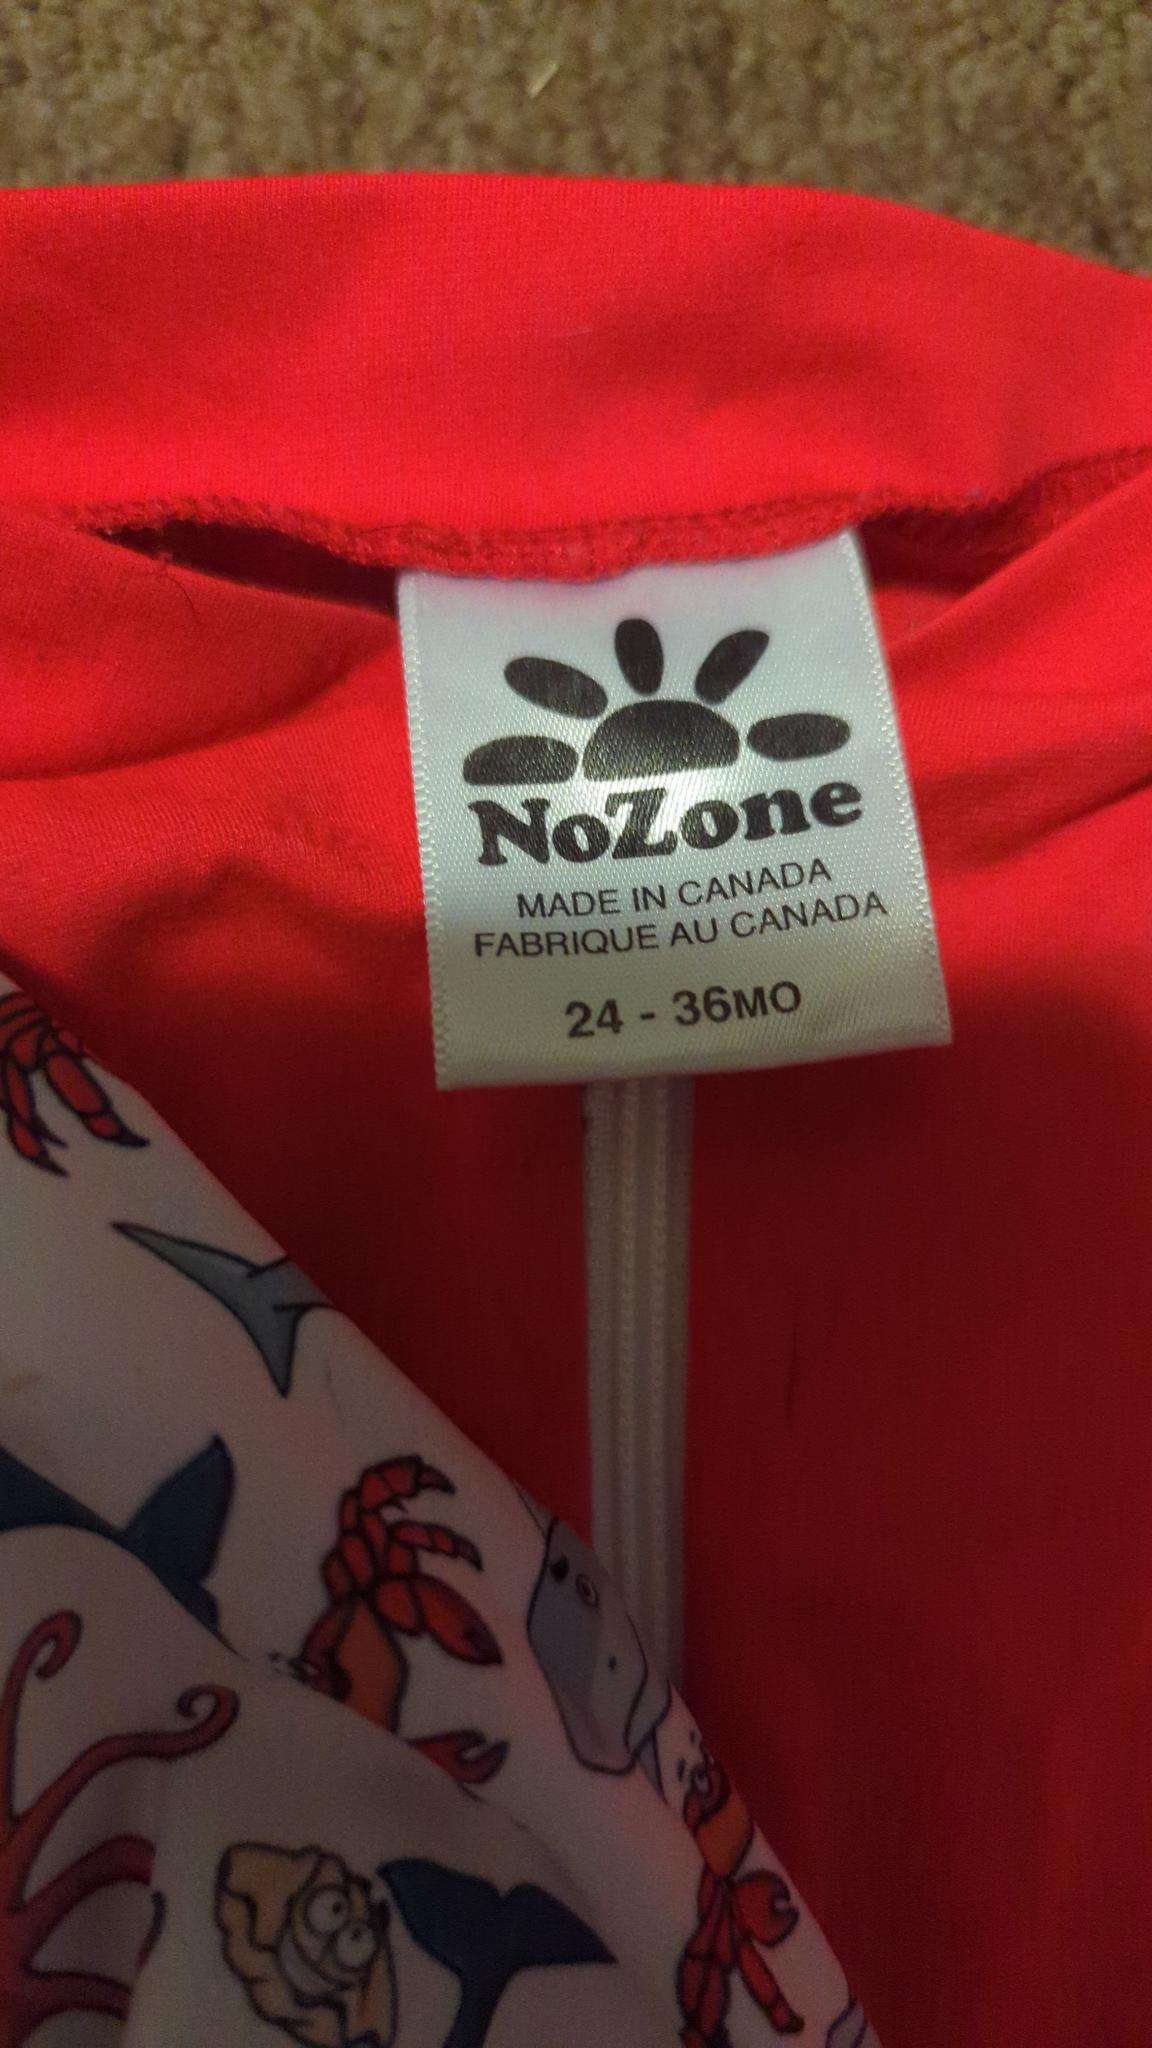 NoZone
MADE IN CANADA
FABRIQUE AU CANADA
24 - 36MO